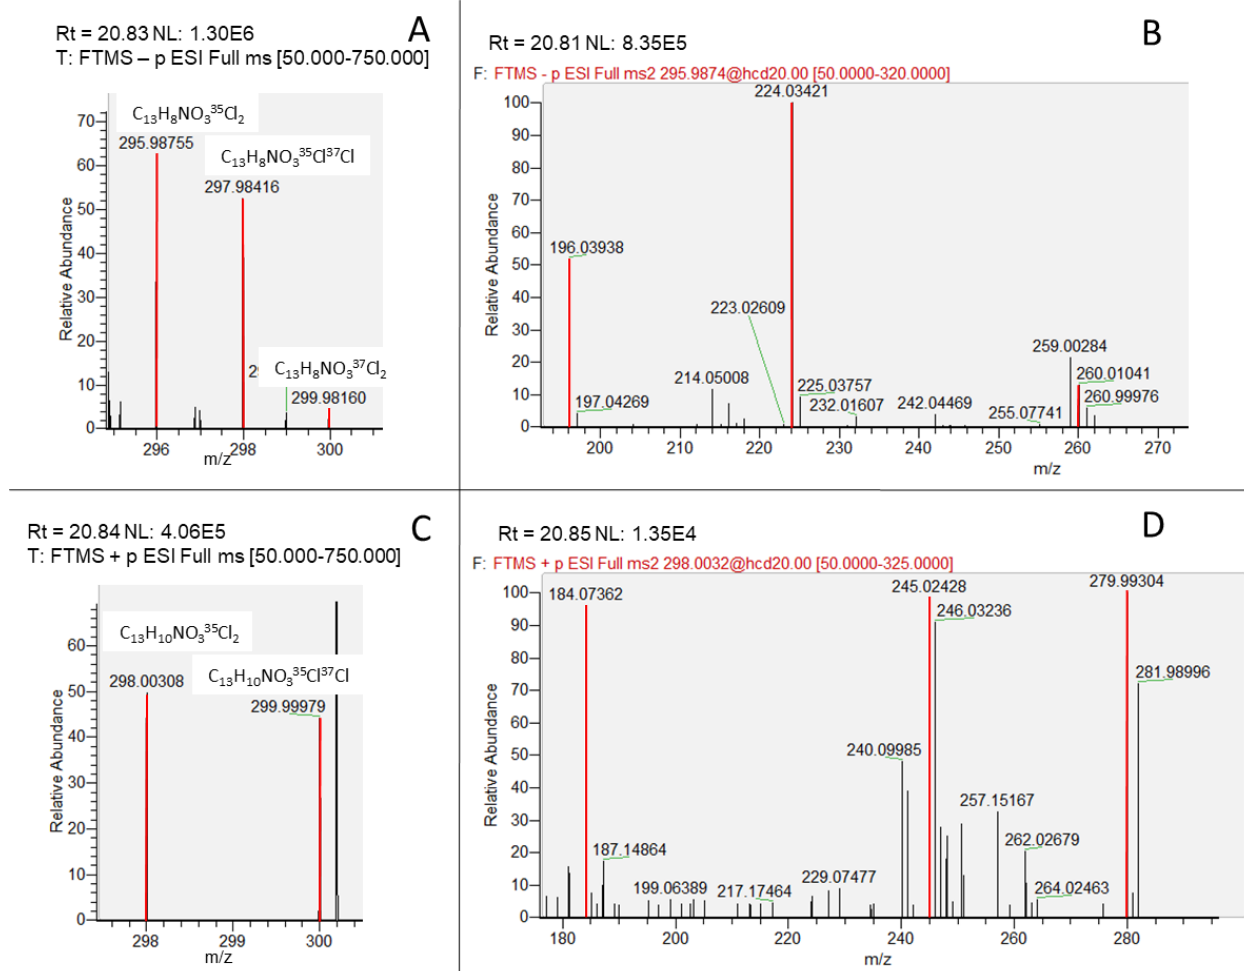 A
Rt = 20.83 NL: 1.30E6
T: FTMS – p ESI Full ms [50.000-750.000]
C₁₃H₈NO₃³⁵Cl₂
295.98755
C₁₃H₈NO₃³⁵Cl³⁷Cl
297.98416
C₁₃H₈NO₃³⁷Cl₂
299.98160
29
Relative Abundance
70
60
50
40
30
20
10
0
296 298 300
m/z
B
Rt = 20.81 NL: 8.35E5
F: FTMS - p ESI Full ms2 295.9874@hcd20.00 [50.0000-320.0000]
224.03421
196.03938
223.02609
259.00284
214.05008
225.03757
260.01041
197.04269
232.01607
242.04469
255.07741
260.99976
Relative Abundance
100
90
80
70
60
50
40
30
20
10
0
200 210 220 230 240 250 260 270
m/z
C
Rt = 20.84 NL: 4.06E5
T: FTMS + p ESI Full ms [50.000-750.000]
C₁₃H₁₀NO₃³⁵Cl₂
298.00308
C₁₃H₁₀NO₃³⁵Cl³⁷Cl
299.99979
Relative Abundance
60
50
40
30
20
10
0
298 299 300
m/z
D
Rt = 20.85 NL: 1.35E4
F: FTMS + p ESI Full ms2 298.0032@hcd20.00 [50.0000-325.0000]
184.07362
245.02428
279.99304
246.03236
281.98996
240.09985
257.15167
187.14864
262.02679
199.06389
217.17464
229.07477
264.02463
Relative Abundance
100
90
80
70
60
50
40
30
20
10
0
180 200 220 240 260 280
m/z